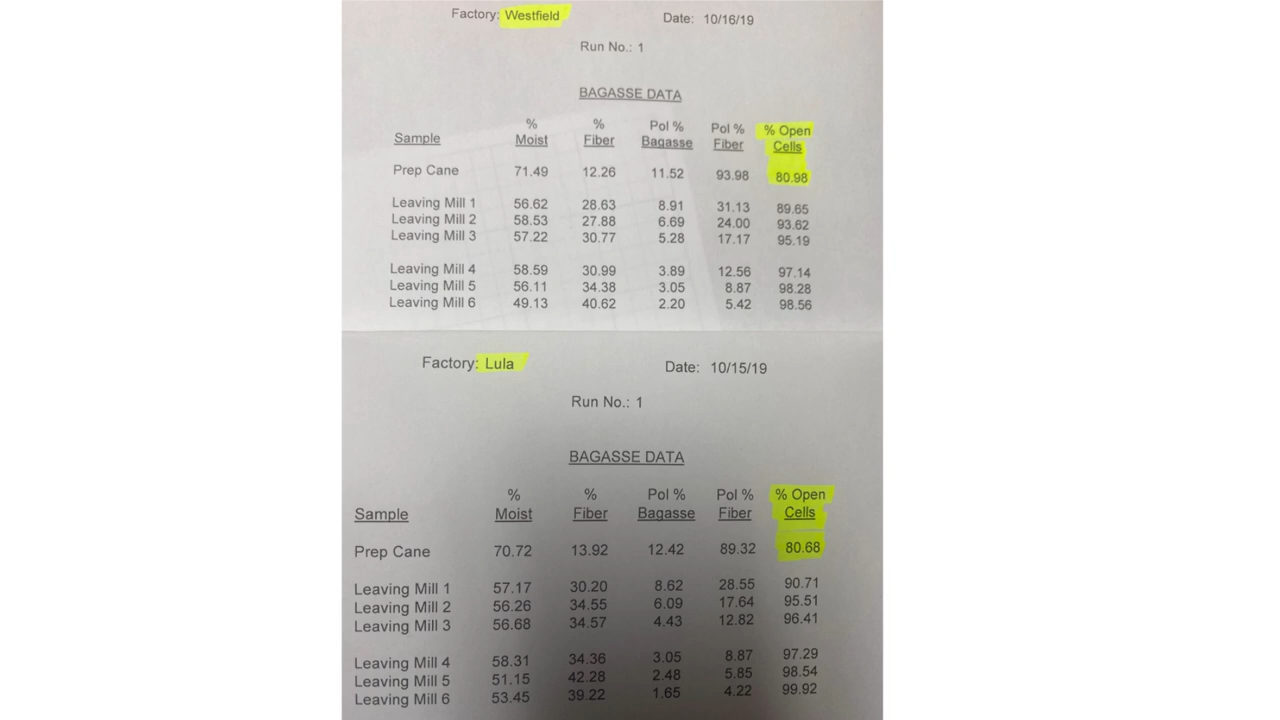 Factory: Westfield Date: 10/16/19
Run No.: 1
BAGASSE DATA
% % Pol % Pol % % Open
Sample Moist Fiber Bagasse Fiber Cells
Prep Cane 71.49 12.26 11.52 93.98 80.98
Leaving Mill 1 56.62 28.63 8.91 31.13 89.65
Leaving Mill 2 58.53 27.88 6.69 24.00 93.62
Leaving Mill 3 57.22 30.77 5.28 17.17 95.19
Leaving Mill 4 58.59 30.99 3.89 12.56 97.14
Leaving Mill 5 56.11 34.38 3.05 8.87 98.28
Leaving Mill 6 49.13 40.62 2.20 5.42 98.56
Factory: Lula Date: 10/15/19
Run No.: 1
BAGASSE DATA
% % Pol % Pol % % Open
Sample Moist Fiber Bagasse Fiber Cells
Prep Cane 70.72 13.92 12.42 89.32 80.68
Leaving Mill 1 57.17 30.20 8.62 28.55 90.71
Leaving Mill 2 56.26 34.55 6.09 17.64 95.51
Leaving Mill 3 56.68 34.57 4.43 12.82 96.41
Leaving Mill 4 58.31 34.36 3.05 8.87 97.29
Leaving Mill 5 51.15 42.28 2.48 5.85 98.54
Leaving Mill 6 53.45 39.22 1.65 4.22 99.92